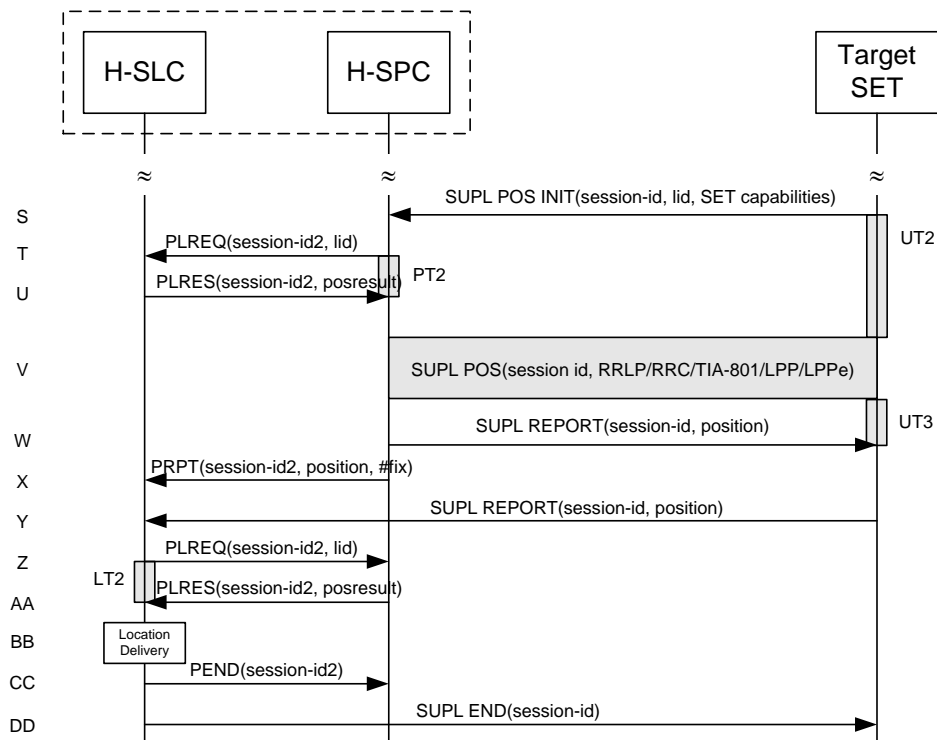 H-SLC
H-SPC
Target
SET
≈ ≈ ≈
S
SUPL POS INIT(session-id, lid, SET capabilities)
UT2
T
PLREQ(session-id2, lid)
PT2
U
PLRES(session-id2, posresult)
V
SUPL POS(session id, RRLP/RRC/TIA-801/LPP/LPPe)
UT3
W
SUPL REPORT(session-id, position)
X
PRPT(session-id2, position, #fix)
Y
SUPL REPORT(session-id, position)
Z
PLREQ(session-id2, lid)
LT2
AA
PLRES(session-id2, posresult)
BB
Location
Delivery
CC
PEND(session-id2)
DD
SUPL END(session-id)